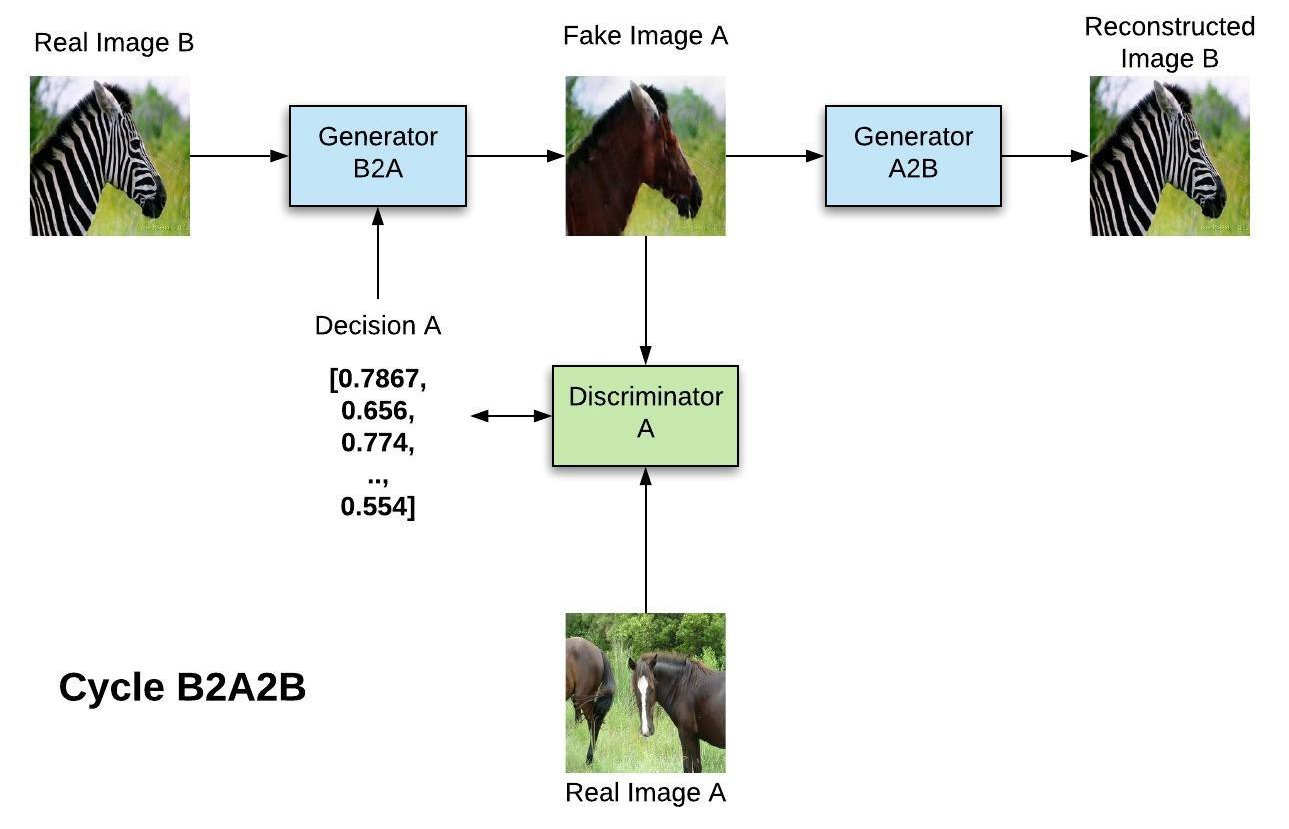 Real Image B
Fake Image A
Reconstructed
Image B
Generator
B2A
Generator
A2B
Decision A
[0.7867,
0.656,
0.774,
..,
0.554]
Discriminator
A
Cycle B2A2B
Real Image A